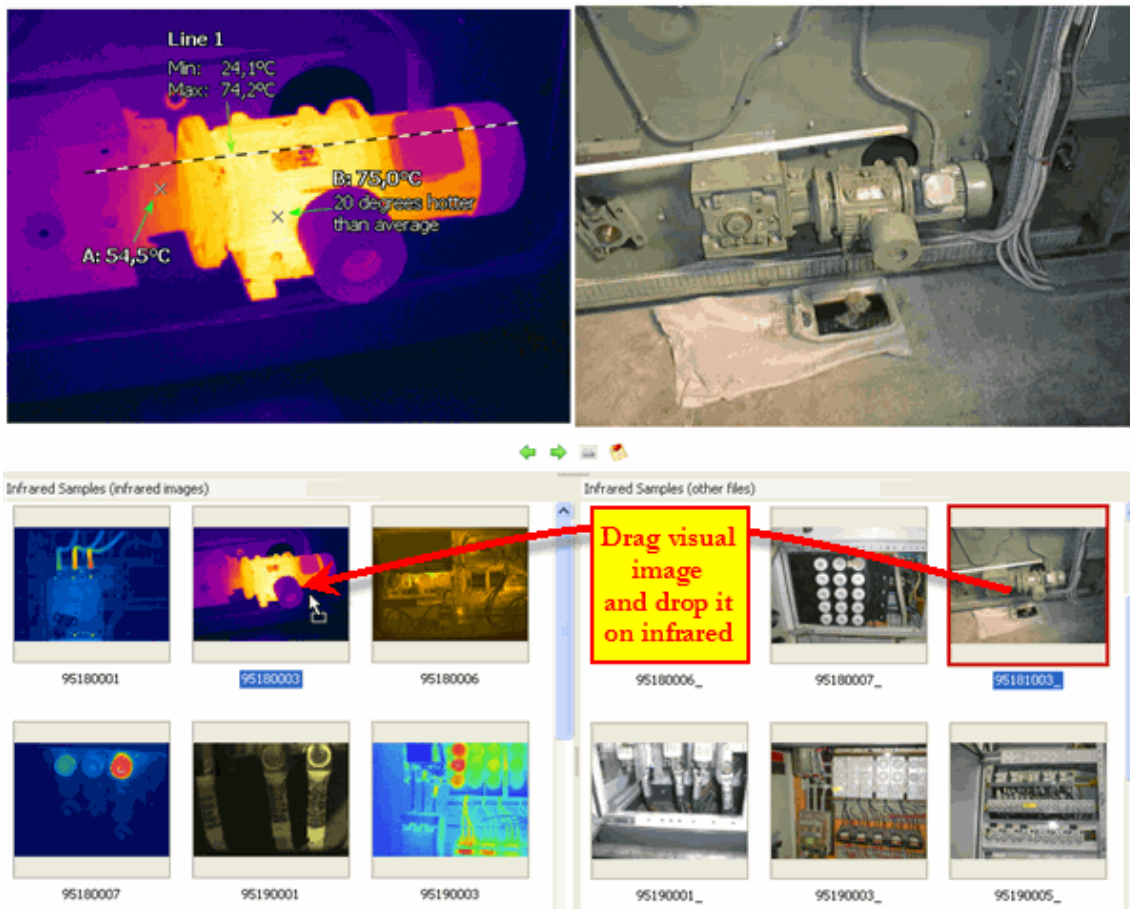 Line 1
Min: 24,1ºC
Max: 74,2ºC
B: 75,0ºC
20 degrees hotter
than average
A: 54,5ºC
Infrared Samples (infrared images)
Infrared Samples (other files)
Drag visual
image
and drop it
on infrared
95180001
95180003
95180006
95180006_
95180007_
95181003_
95180007
95190001
95190003
95190001_
95190003_
95190005_